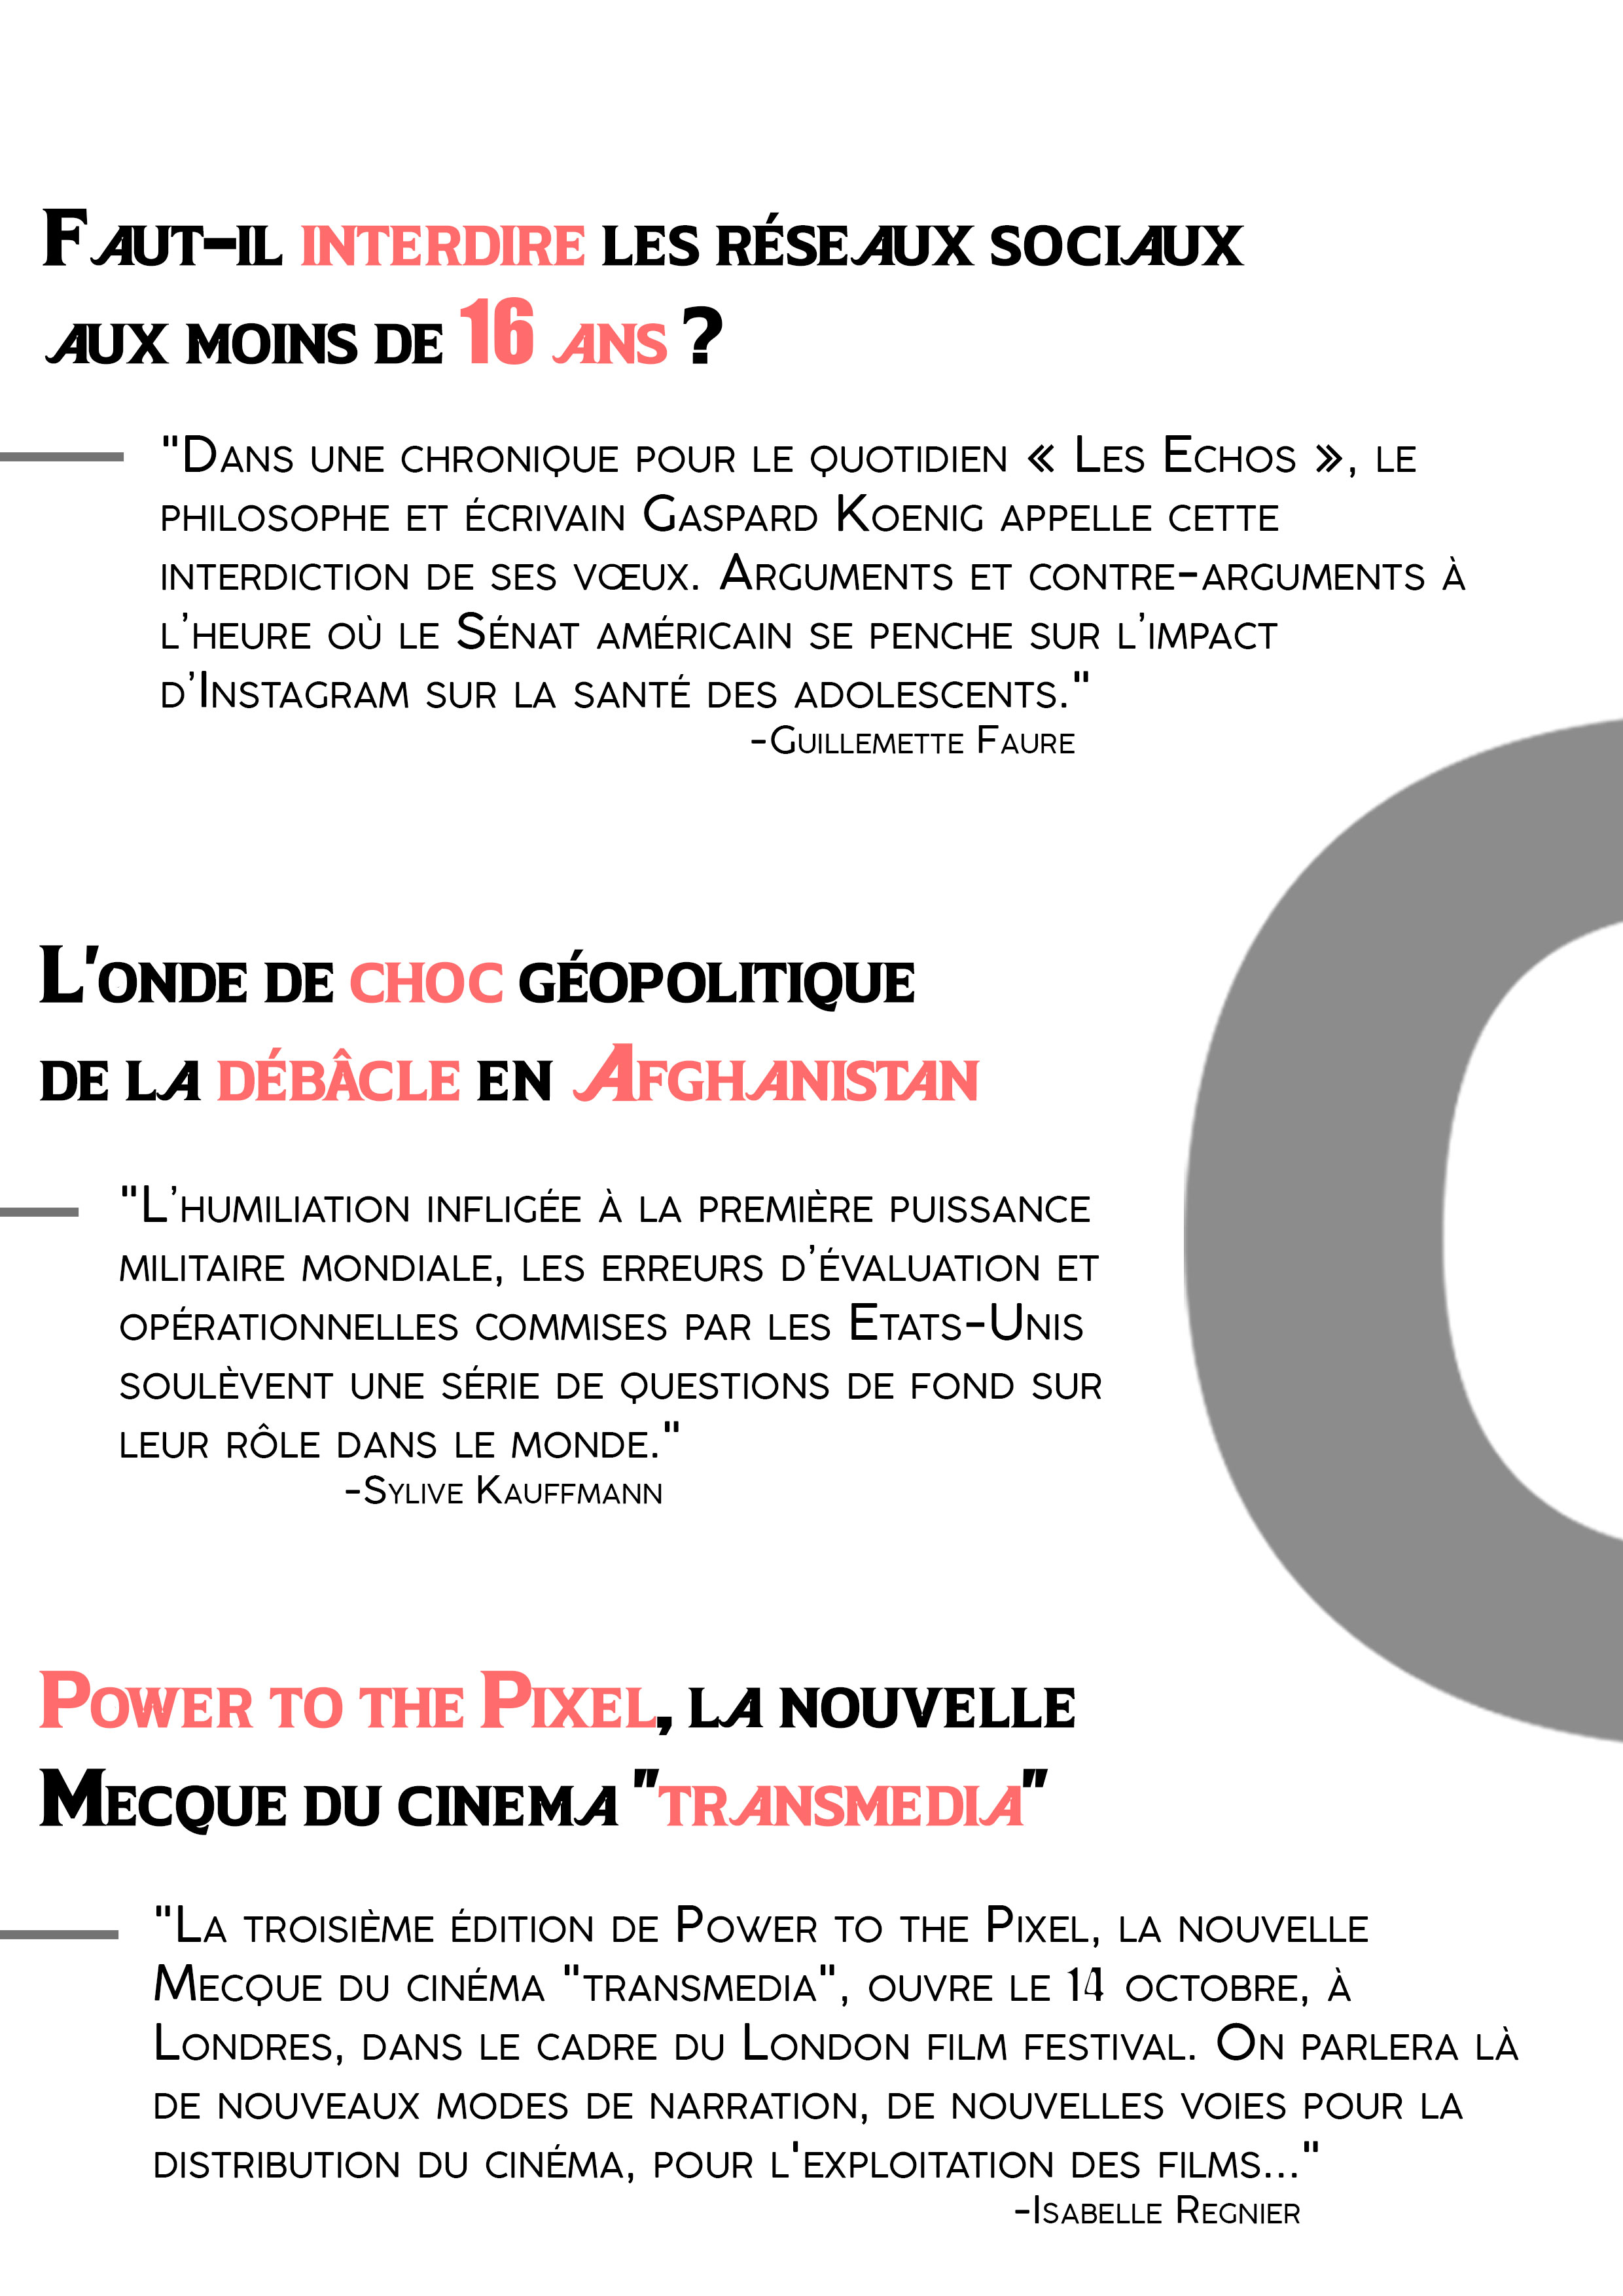 Faut-il interdire les réseaux sociaux
aux moins de 16 ans ?
"Dans une chronique pour le quotidien « Les Echos », le
philosophe et écrivain Gaspard Koenig appelle cette
interdiction de ses vœux. Arguments et contre-arguments à
l’heure où le Sénat américain se penche sur l’impact
d’Instagram sur la santé des adolescents."
-Guillemette Faure
L'onde de choc géopolitique
de la débâcle en Afghanistan
"L’humiliation infligée à la première puissance
militaire mondiale, les erreurs d’évaluation et
opérationnelles commises par les Etats-Unis
soulèvent une série de questions de fond sur
leur rôle dans le monde."
-Sylive Kauffmann
Power to the Pixel, la nouvelle
Mecque du cinema "transmedia"
"La troisième édition de Power to the Pixel, la nouvelle
Mecque du cinéma "transmedia", ouvre le 14 octobre, à
Londres, dans le cadre du London film festival. On parlera là
de nouveaux modes de narration, de nouvelles voies pour la
distribution du cinéma, pour l'exploitation des films..."
-Isabelle Regnier